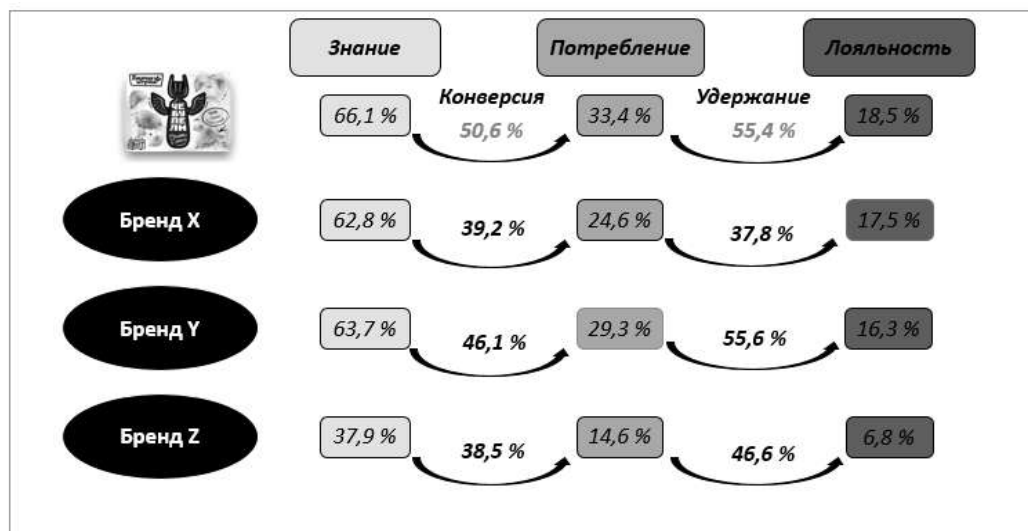 Знание Потребление Лояльность
Конверсия Удержание
ЧЕБУПЕЛИ
66,1 % 50,6 % 33,4 % 55,4 % 18,5 %
Бренд X 62,8 % 39,2 % 24,6 % 37,8 % 17,5 %
Бренд Y 63,7 % 46,1 % 29,3 % 55,6 % 16,3 %
Бренд Z 37,9 % 38,5 % 14,6 % 46,6 % 6,8 %